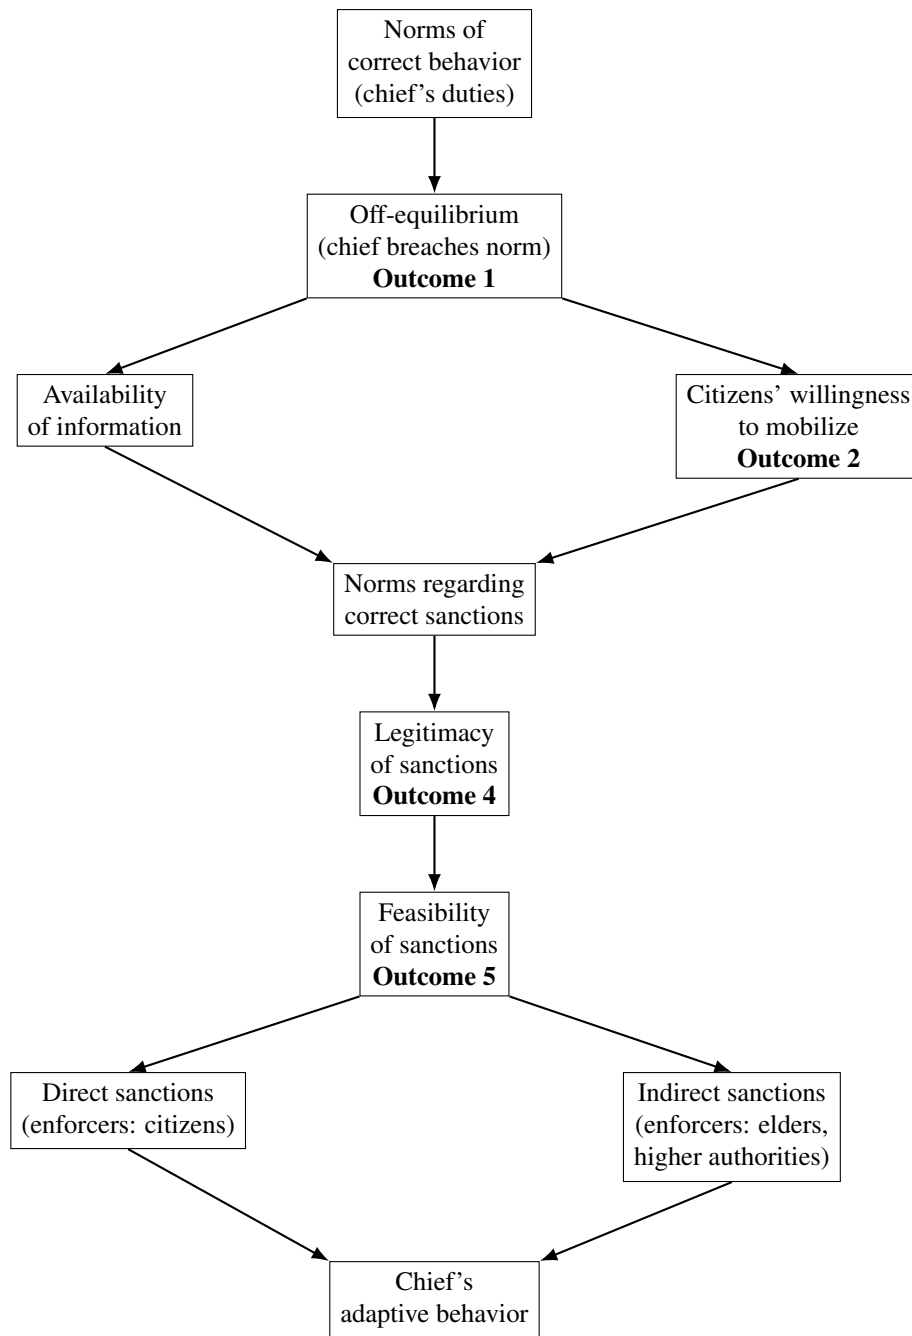 Norms of
correct behavior
(chief's duties)
Off-equilibrium
(chief breaches norm)
Outcome 1
Availability
of information
Citizens' willingness
to mobilize
Outcome 2
Norms regarding
correct sanctions
Legitimacy
of sanctions
Outcome 4
Feasibility
of sanctions
Outcome 5
Direct sanctions
(enforcers: citizens)
Indirect sanctions
(enforcers: elders,
higher authorities)
Chief's
adaptive behavior